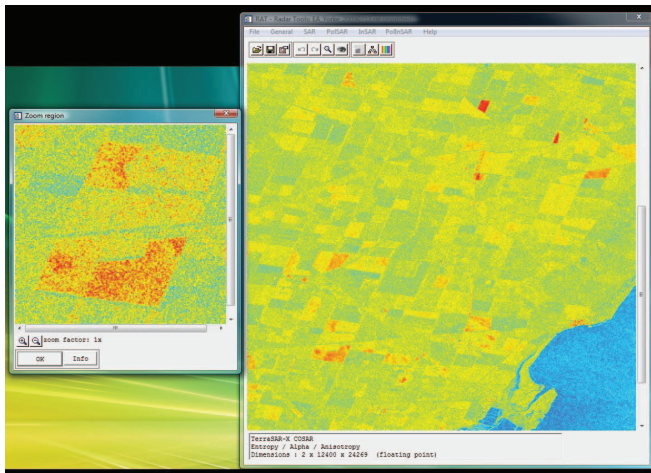 RAT - Radar Tools
File General SAR PolSAR InSAR PolInSAR Help
Zoom region
zoom factor: 1x
OK Info
TerraSAR-X COSAR
Entropy / Alpha / Anisotropy
Dimensions : 2 x 12400 x 24269 (floating point)